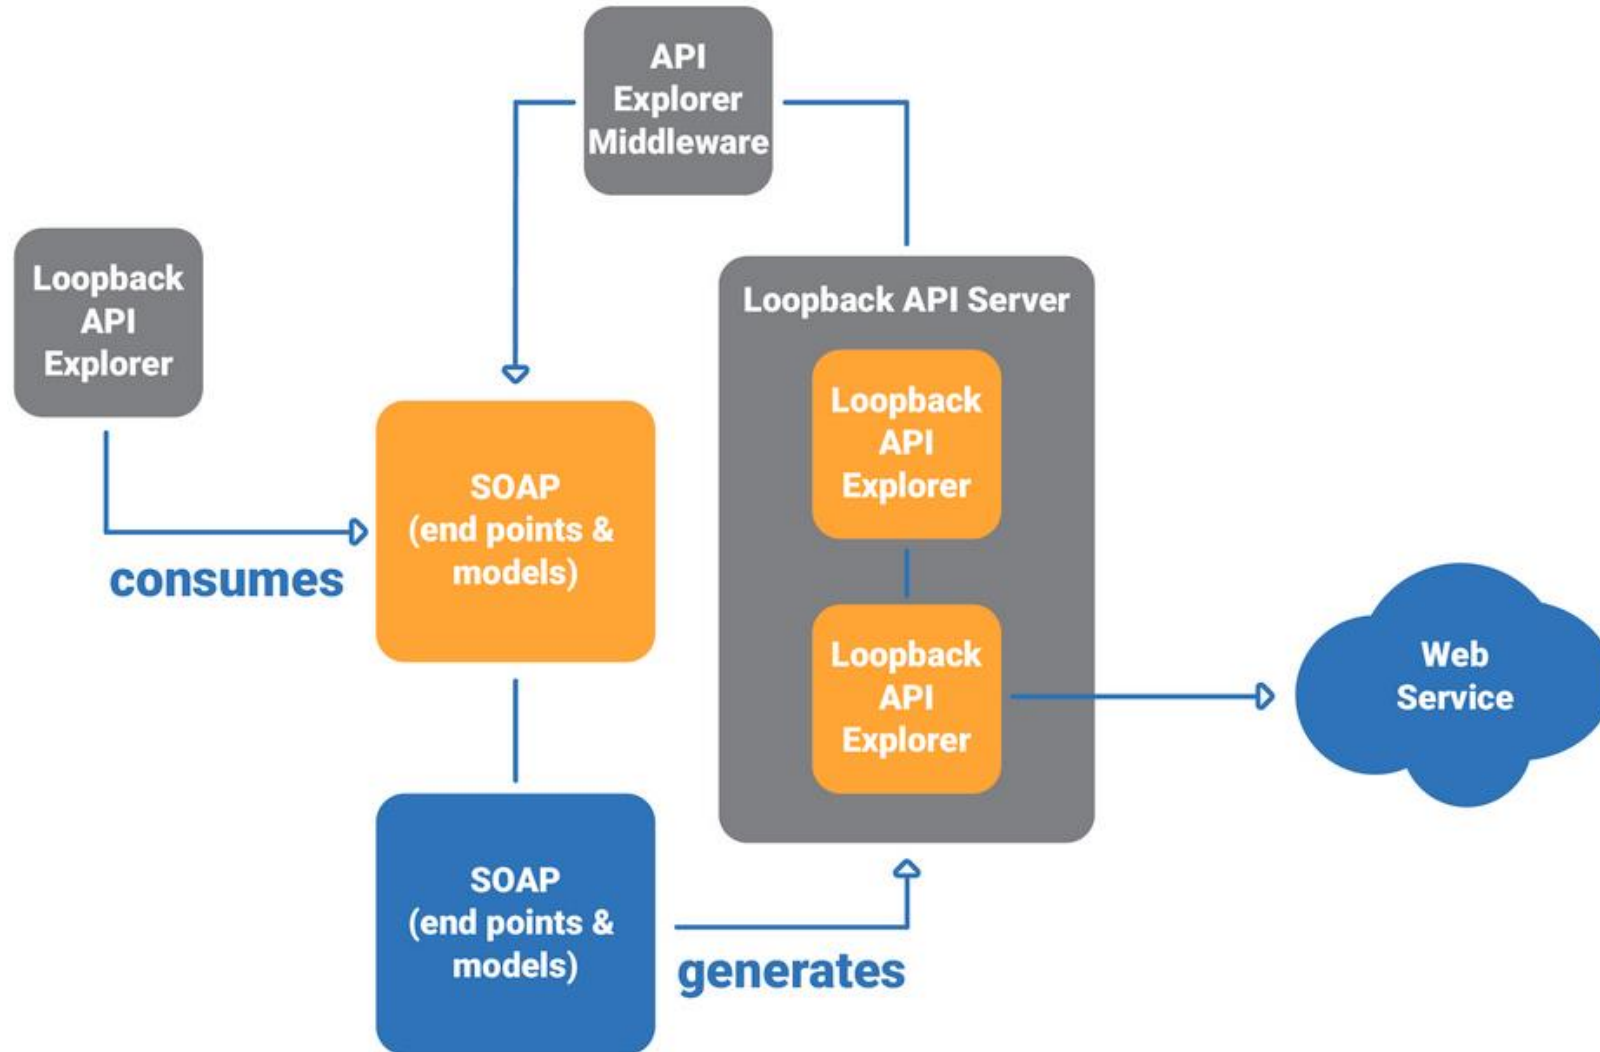 API
Explorer
Middleware
Loopback
API
Explorer
Loopback API Server
Loopback
API
Explorer
SOAP
(end points &
models)
consumes
Loopback
API
Explorer
Web
Service
SOAP
(end points &
models)
generates